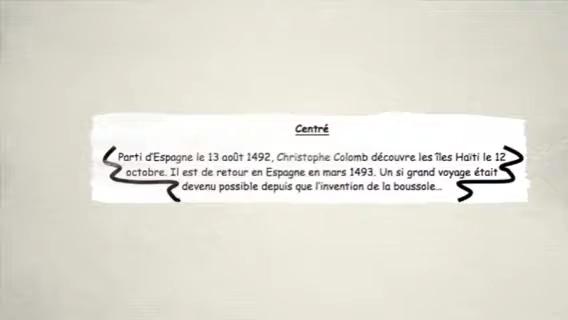 Centré
Parti d'Espagne le 13 août 1492, Christophe Colomb découvre les îles Haïti le 12
octobre. Il est de retour en Espagne en mars 1493. Un si grand voyage était
devenu possible depuis que l'invention de la boussole...